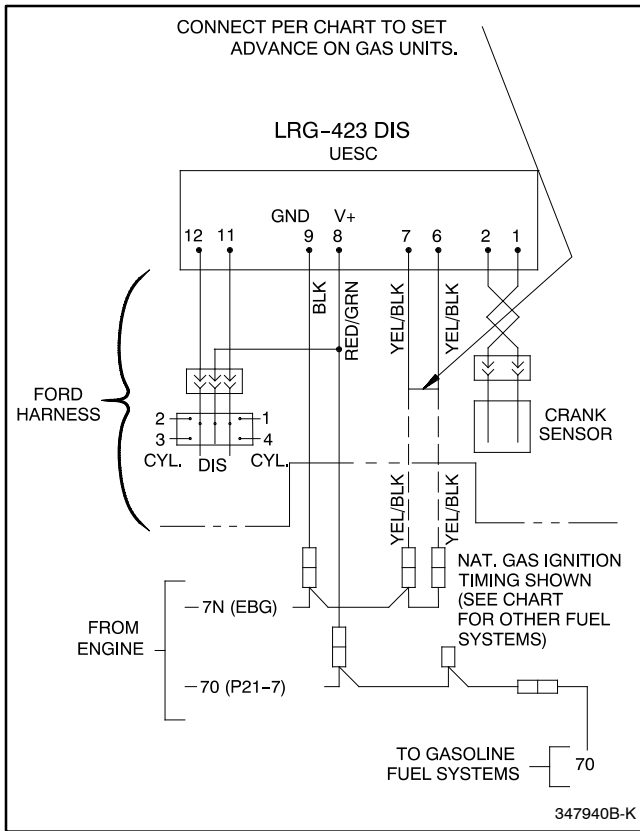 CONNECT PER CHART TO SET
ADVANCE ON GAS UNITS.
LRG-423 DIS
UESC
GND V+
12 11 9 8 7 6 2 1
BLK
RED/GRN
YEL/BLK
YEL/BLK
FORD
HARNESS
2 1
3 4
CYL. DIS CYL.
CRANK
SENSOR
YEL/BLK
YEL/BLK
NAT. GAS IGNITION
TIMING SHOWN
(SEE CHART
FOR OTHER FUEL
SYSTEMS)
7N (EBG)
FROM
ENGINE
70 (P21-7)
TO GASOLINE
FUEL SYSTEMS
70
347940B-K